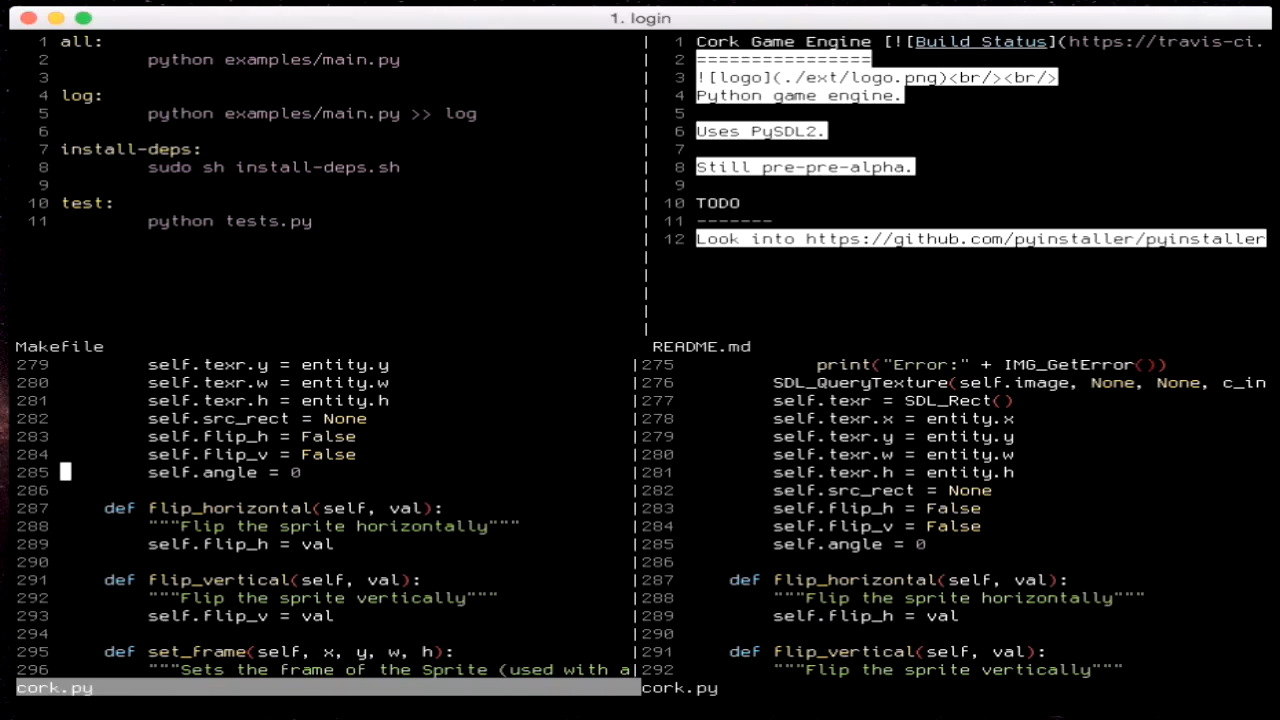 1. login
1 all:
2 python examples/main.py
3
4 log:
5 python examples/main.py >> log
6
7 install-deps:
8 sudo sh install-deps.sh
9
10 test:
11 python tests.py
Makefile
1 Cork Game Engine [![Build Status](https://travis-ci.
2 ================
3 ![logo](./ext/logo.png)<br/><br/>
4 Python game engine.
5
6 Uses PySDL2.
7
8 Still pre-pre-alpha.
9
10 TODO
11 -------
12 Look into https://github.com/pyinstaller/pyinstaller
README.md
279 self.texr.y = entity.y
280 self.texr.w = entity.w
281 self.texr.h = entity.h
282 self.src_rect = None
283 self.flip_h = False
284 self.flip_v = False
285 self.angle = 0
286
287 def flip_horizontal(self, val):
288 """Flip the sprite horizontally"""
289 self.flip_h = val
290
291 def flip_vertical(self, val):
292 """Flip the sprite vertically"""
293 self.flip_v = val
294
295 def set_frame(self, x, y, w, h):
296 """Sets the frame of the Sprite (used with a
cork.py
275 print("Error:" + IMG_GetError())
276 SDL_QueryTexture(self.image, None, None, c_in
277 self.texr = SDL_Rect()
278 self.texr.x = entity.x
279 self.texr.y = entity.y
280 self.texr.w = entity.w
281 self.texr.h = entity.h
282 self.src_rect = None
283 self.flip_h = False
284 self.flip_v = False
285 self.angle = 0
286
287 def flip_horizontal(self, val):
288 """Flip the sprite horizontally"""
289 self.flip_h = val
290
291 def flip_vertical(self, val):
292 """Flip the sprite vertically"""
cork.py